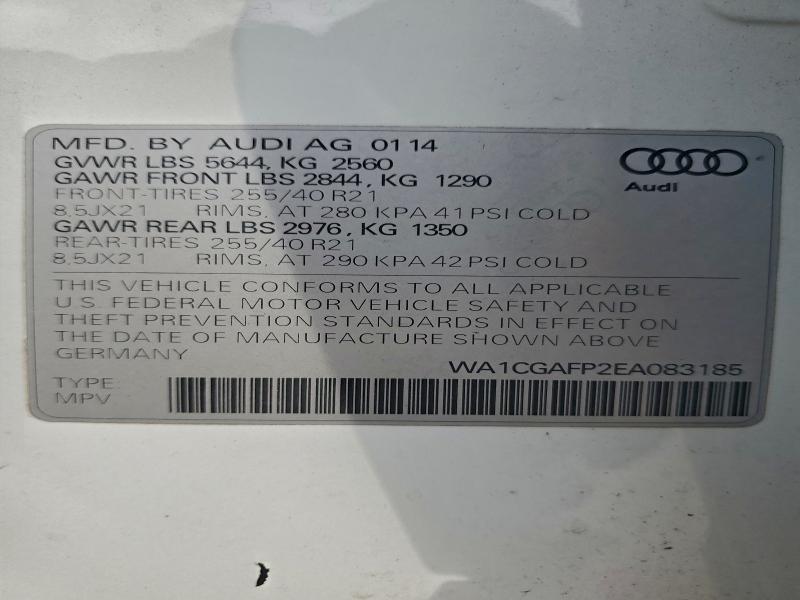 MFD. BY AUDI AG 01 14
GVWR LBS 5644, KG 2560
GAWR FRONT LBS 2844, KG 1290
FRONT-TIRES 255/40 R21
8.5JX21 RIMS, AT 280 KPA 41 PSI COLD
GAWR REAR LBS 2976, KG 1350
REAR-TIRES 255/40 R21
8.5JX21 RIMS, AT 290 KPA 42 PSI COLD
Audi
THIS VEHICLE CONFORMS TO ALL APPLICABLE
U.S. FEDERAL MOTOR VEHICLE SAFETY AND
THEFT PREVENTION STANDARDS IN EFFECT ON
THE DATE OF MANUFACTURE SHOWN ABOVE
GERMANY
WA1CGAFP2EA083185
TYPE:
MPV